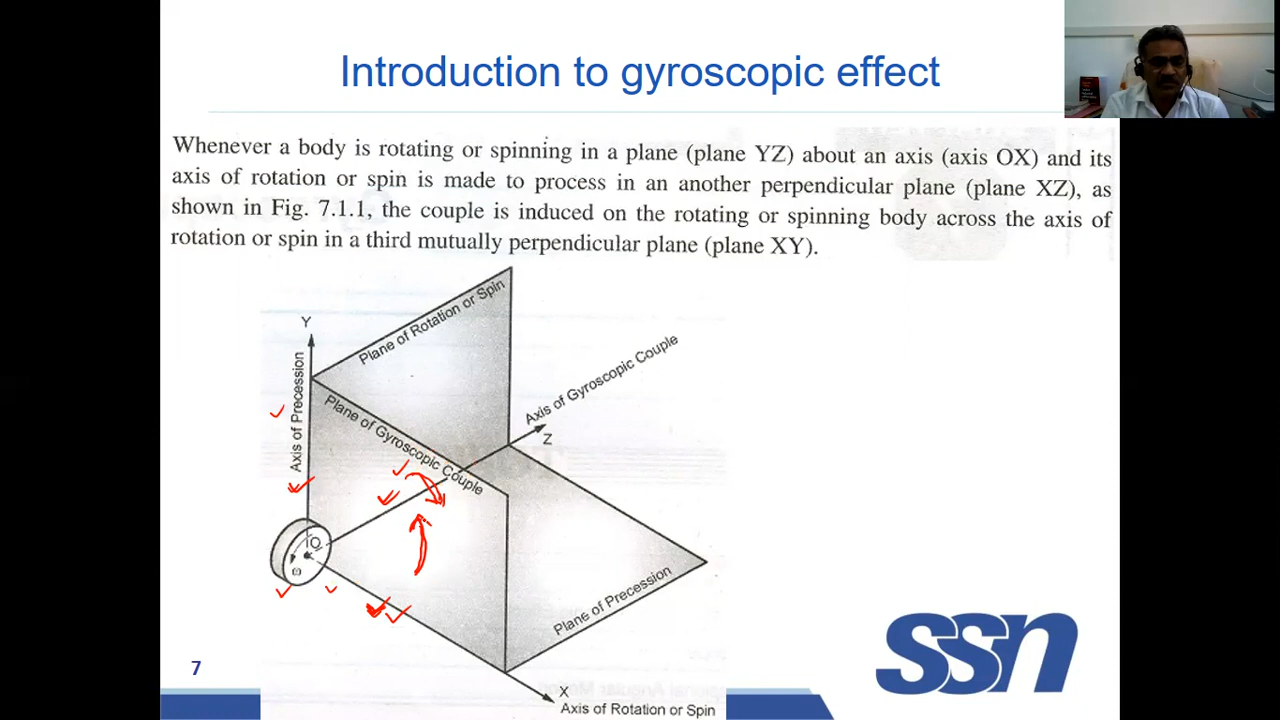 Introduction to gyroscopic effect
Whenever a body is rotating or spinning in a plane (plane YZ) about an axis (axis OX) and its
axis of rotation or spin is made to process in an another perpendicular plane (plane XZ), as
shown in Fig. 7.1.1, the couple is induced on the rotating or spinning body across the axis of
rotation or spin in a third mutually perpendicular plane (plane XY).
Plane of Rotation or Spin
Y
Axis of Precession
Plane of Gyroscopic Couple
Axis of Gyroscopic Couple
Z
O
ω
Plane of Precession
X
Axis of Rotation or Spin
7
ssn